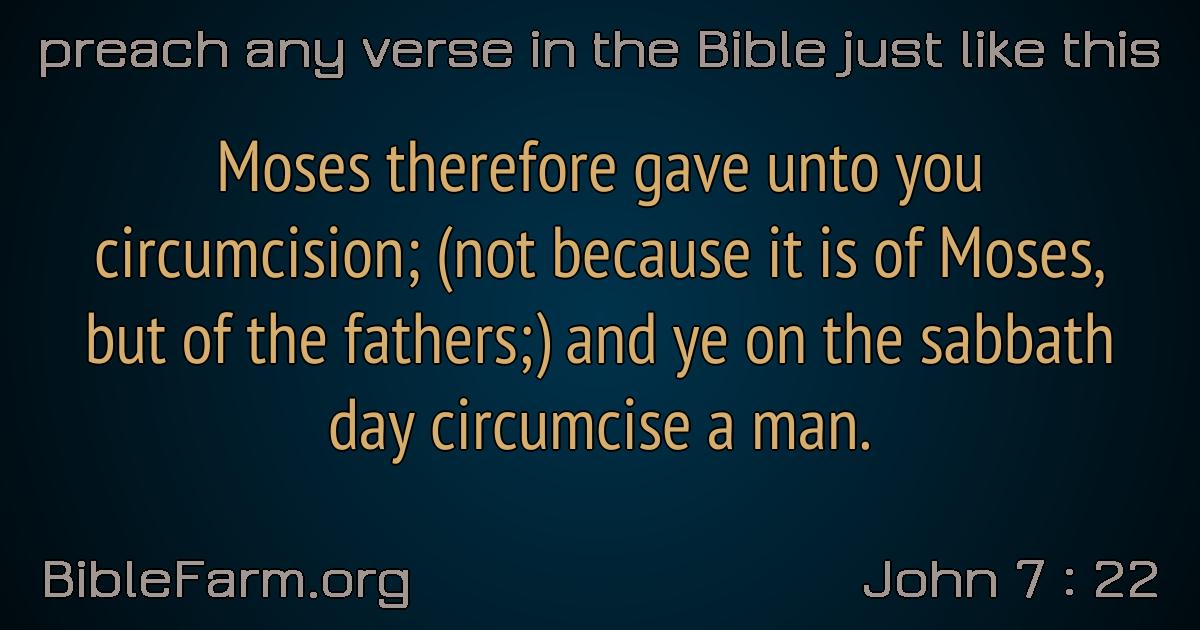 preach any verse in the Bible just like this
Moses therefore gave unto you
circumcision; (not because it is of Moses,
but of the fathers;) and ye on the sabbath
day circumcise a man.
BibleFarm.org
John 7 : 22